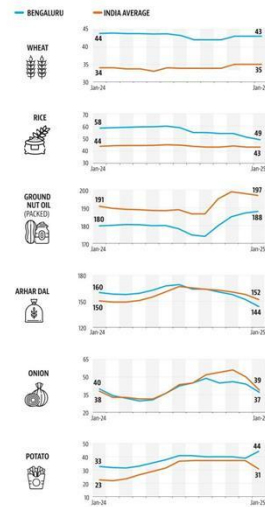 BENGALURU
INDIA AVERAGE
WHEAT
45
40
35
30
44
34
43
35
Jan-24
Jan-25
RICE
70
60
50
40
30
58
44
49
43
Jan-24
Jan-25
GROUND
NUT OIL
(PACKED)
200
190
180
170
191
180
197
188
Jan-24
Jan-25
ARHAR DAL
180
150
120
160
150
152
144
Jan-24
Jan-25
ONION
65
50
35
20
40
38
39
37
Jan-24
Jan-25
POTATO
50
40
30
20
10
33
23
44
31
Jan-24
Jan-25